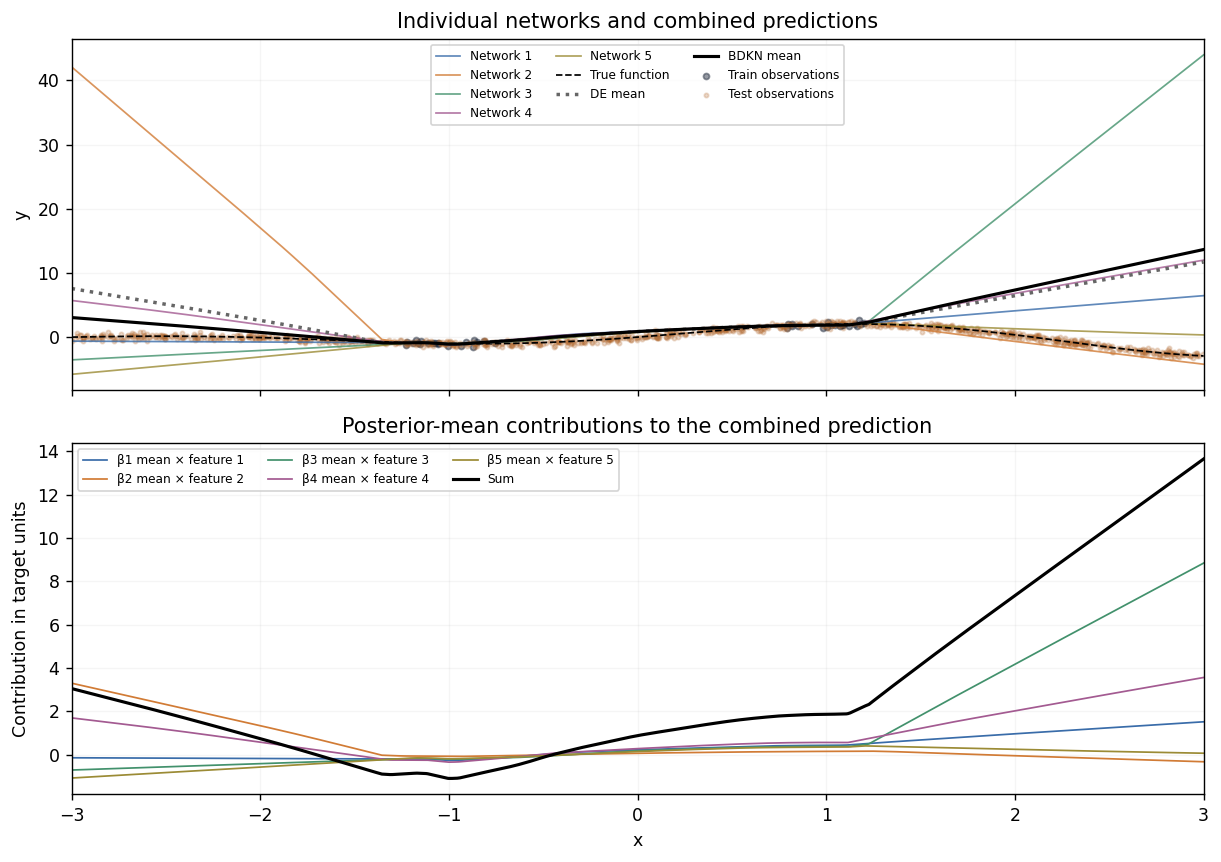 Individual networks and combined predictions
Network 1
Network 2
Network 3
Network 4
Network 5
True function
DE mean
BDKN mean
Train observations
Test observations
40
30
20
10
0
y
Posterior-mean contributions to the combined prediction
β1 mean × feature 1
β2 mean × feature 2
β3 mean × feature 3
β4 mean × feature 4
β5 mean × feature 5
Sum
14
12
10
8
6
4
2
0
Contribution in target units
−3 −2 −1 0 1 2 3
x